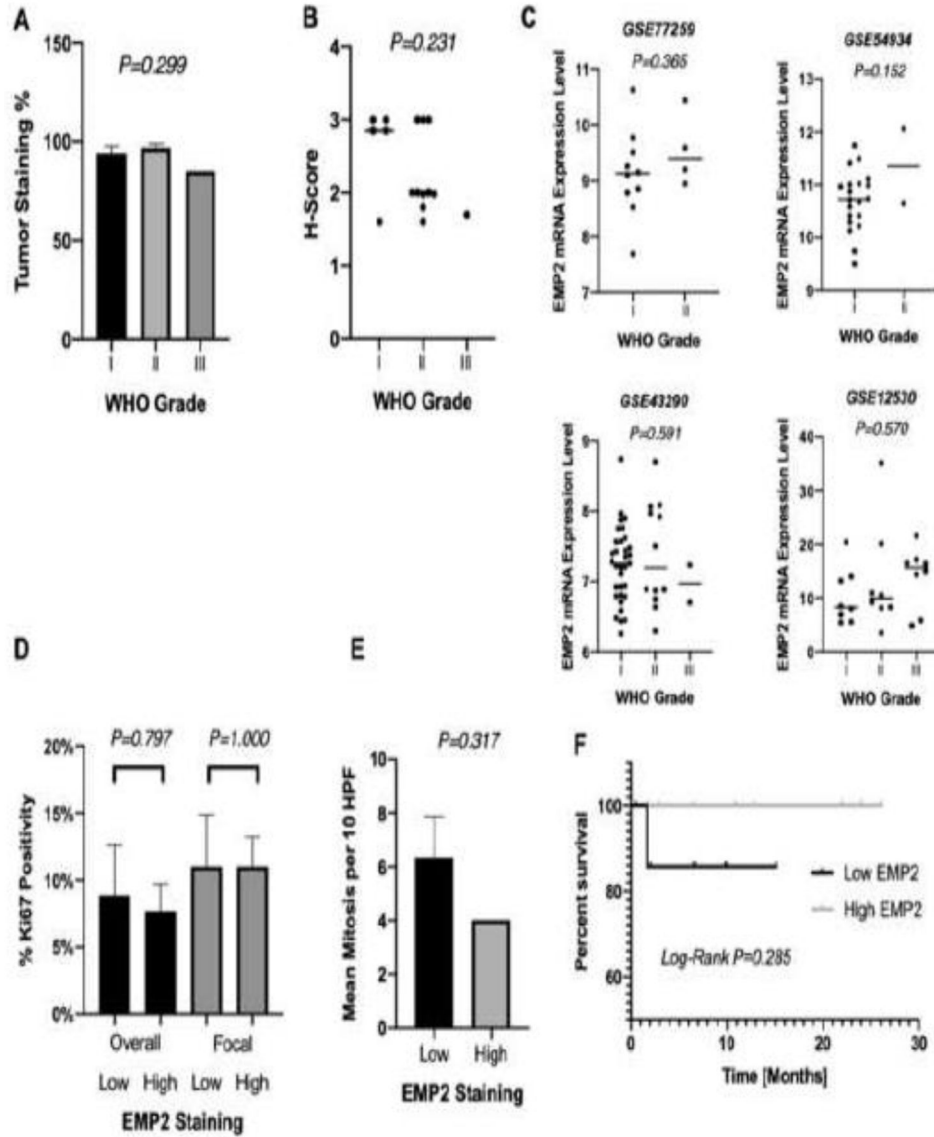 A
P=0.299
Tumor Staining %
150
100
50
0
I II III
WHO Grade
B
P=0.231
H-Score
4
3
2
1
0
I II III
WHO Grade
C
GSE77259
P=0.365
EMP2 mRNA Expression Level
11
10
9
8
7
I II
WHO Grade
GSE54934
P=0.152
EMP2 mRNA Expression Level
13
12
11
10
9
I II
WHO Grade
GSE43290
P=0.591
EMP2 mRNA Expression Level
9
8
7
6
I II III
WHO Grade
GSE12530
P=0.570
EMP2 mRNA Expression Level
40
30
20
10
0
I II III
WHO Grade
D
P=0.797 P=1.000
% Ki67 Positivity
20%
15%
10%
5%
0%
Overall Focal
Low High Low High
EMP2 Staining
E
P=0.317
Mean Mitosis per 10 HPF
10
8
6
4
2
0
Low High
EMP2 Staining
F
Percent survival
100
80
60
Low EMP2
High EMP2
Log-Rank P=0.285
0 10 20 30
Time [Months]